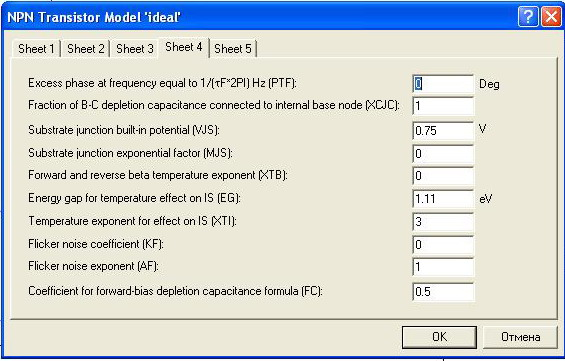 NPN Transistor Model 'ideal'
Sheet 1 Sheet 2 Sheet 3 Sheet 4 Sheet 5
Excess phase at frequency equal to 1/(τF*2PI) Hz (PTF): 0 Deg
Fraction of B-C depletion capacitance connected to internal base node (XCJC): 1
Substrate junction built-in potential (VJS): 0.75 V
Substrate junction exponential factor (MJS): 0
Forward and reverse beta temperature exponent (XTB): 0
Energy gap for temperature effect on IS (EG): 1.11 eV
Temperature exponent for effect on IS (XTI): 3
Flicker noise coefficient (KF): 0
Flicker noise exponent (AF): 1
Coefficient for forward-bias depletion capacitance formula (FC): 0.5
OK Отмена